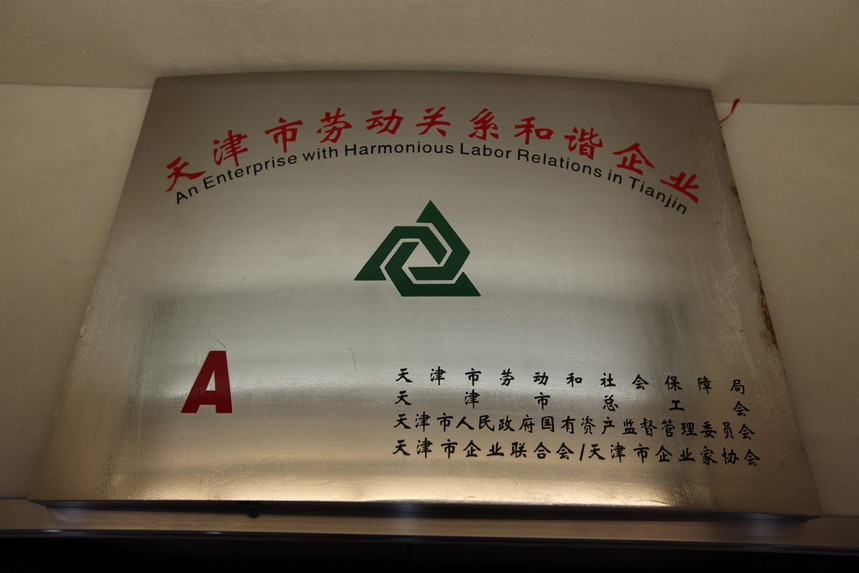 天津市劳动关系和谐企业
An Enterprise with Harmonious Labor Relations in Tianjin
A
天津市劳动和社会保障局
天津市总工会
天津市人民政府国有资产监督管理委员会
天津市企业联合会/天津市企业家协会